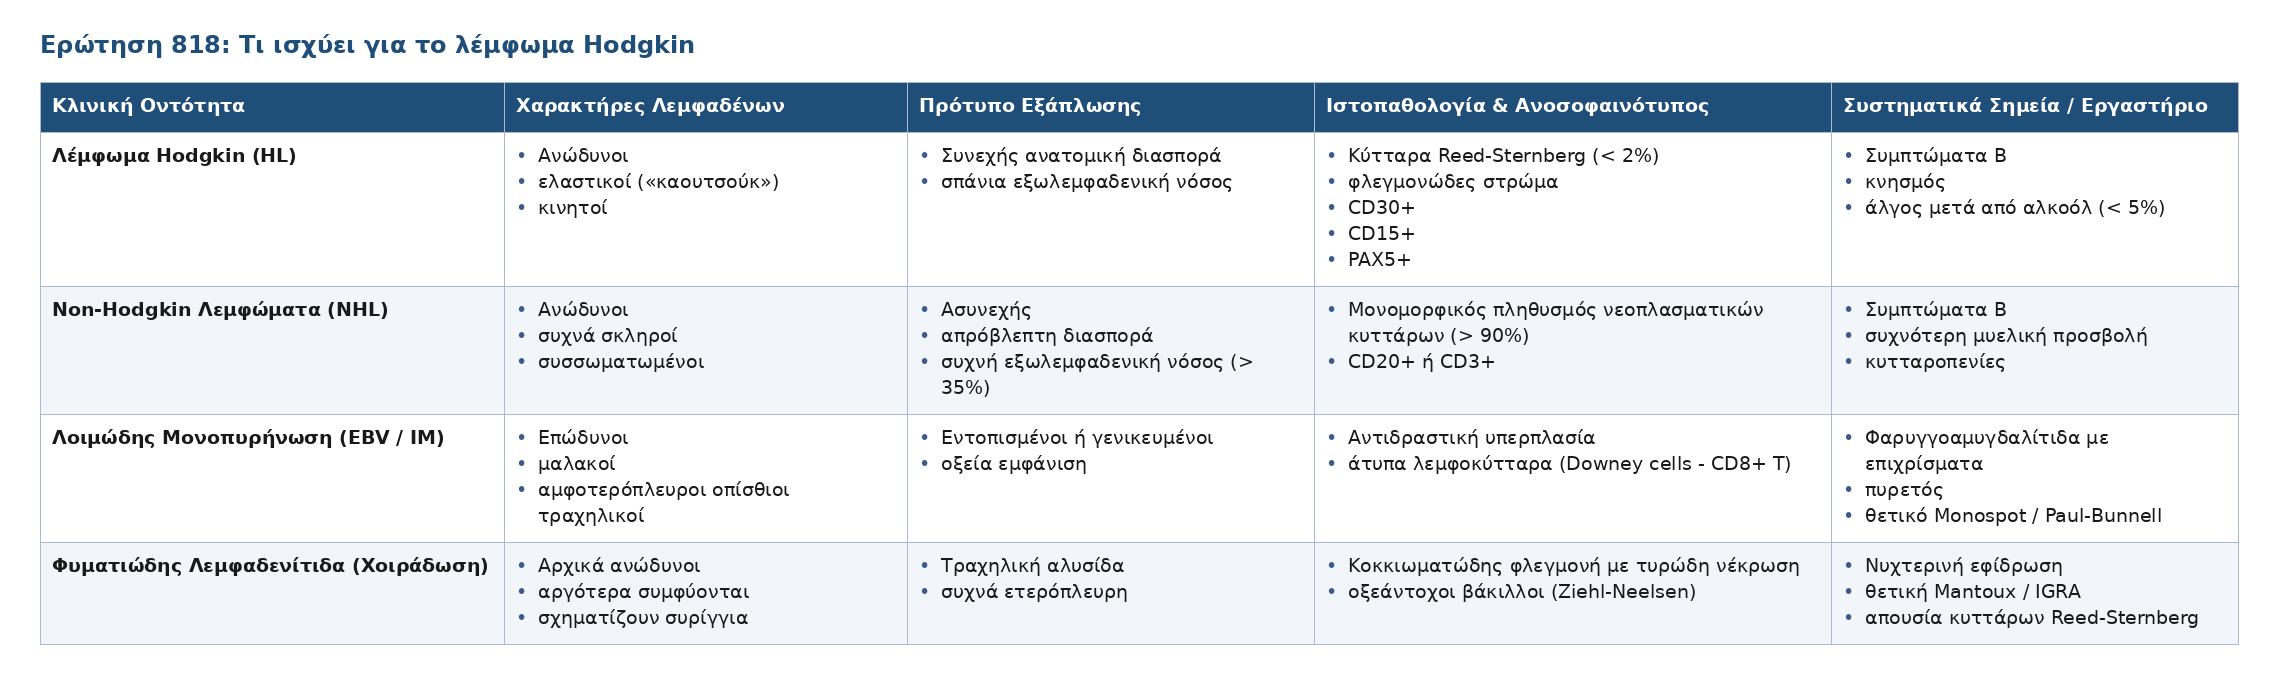 Ερώτηση 818: Τι ισχύει για το λέμφωμα Hodgkin
Κλινική Οντότητα
Χαρακτήρες Λεμφαδένων
Πρότυπο Εξάπλωσης
Ιστοπαθολογία & Ανοσοφαινότυπος
Συστηματικά Σημεία / Εργαστήριο
Λέμφωμα Hodgkin (HL)
• Ανώδυνοι
• ελαστικοί («καουτσούκ»)
• κινητοί
• Συνεχής ανατομική διασπορά
• σπάνια εξωλεμφαδενική νόσος
• Κύτταρα Reed-Sternberg (< 2%)
• φλεγμονώδες στρώμα
• CD30+
• CD15+
• PAX5+
• Συμπτώματα Β
• κνησμός
• άλγος μετά από αλκοόλ (< 5%)
Non-Hodgkin Λεμφώματα (NHL)
• Ανώδυνοι
• συχνά σκληροί
• συσσωματωμένοι
• Ασυνεχής
• απρόβλεπτη διασπορά
• συχνή εξωλεμφαδενική νόσος (>
35%)
• Μονομορφικός πληθυσμός νεοπλασματικών
κυττάρων (> 90%)
• CD20+ ή CD3+
• Συμπτώματα Β
• συχνότερη μυελική προσβολή
• κυτταροπενίες
Λοιμώδης Μονοπυρήνωση (EBV / IM)
• Επώδυνοι
• μαλακοί
• αμφοτερόπλευροι οπίσθιοι
τραχηλικοί
• Εντοπισμένοι ή γενικευμένοι
• οξεία εμφάνιση
• Αντιδραστική υπερπλασία
• άτυπα λεμφοκύτταρα (Downey cells - CD8+ T)
• Φαρυγγοαμυγδαλίτιδα με
επιχρίσματα
• πυρετός
• θετικό Monospot / Paul-Bunnell
Φυματιώδης Λεμφαδενίτιδα (Χοιράδωση)
• Αρχικά ανώδυνοι
• αργότερα συμφύονται
• σχηματίζουν συρίγγια
• Τραχηλική αλυσίδα
• συχνά ετερόπλευρη
• Κοκκιωματώδης φλεγμονή με τυρώδη νέκρωση
• οξεάντοχοι βάκιλλοι (Ziehl-Neelsen)
• Νυχτερινή εφίδρωση
• θετική Mantoux / IGRA
• απουσία κυττάρων Reed-Sternberg